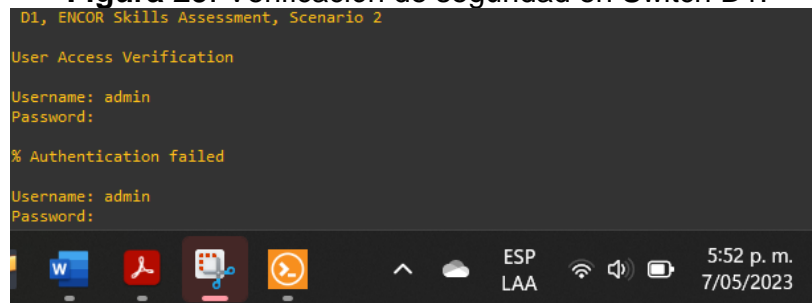 D1, ENCOR Skills Assessment, Scenario 2
User Access Verification
Username: admin
Password:
% Authentication failed
Username: admin
Password:
W
ESP
LAA
5:52 p. m.
7/05/2023